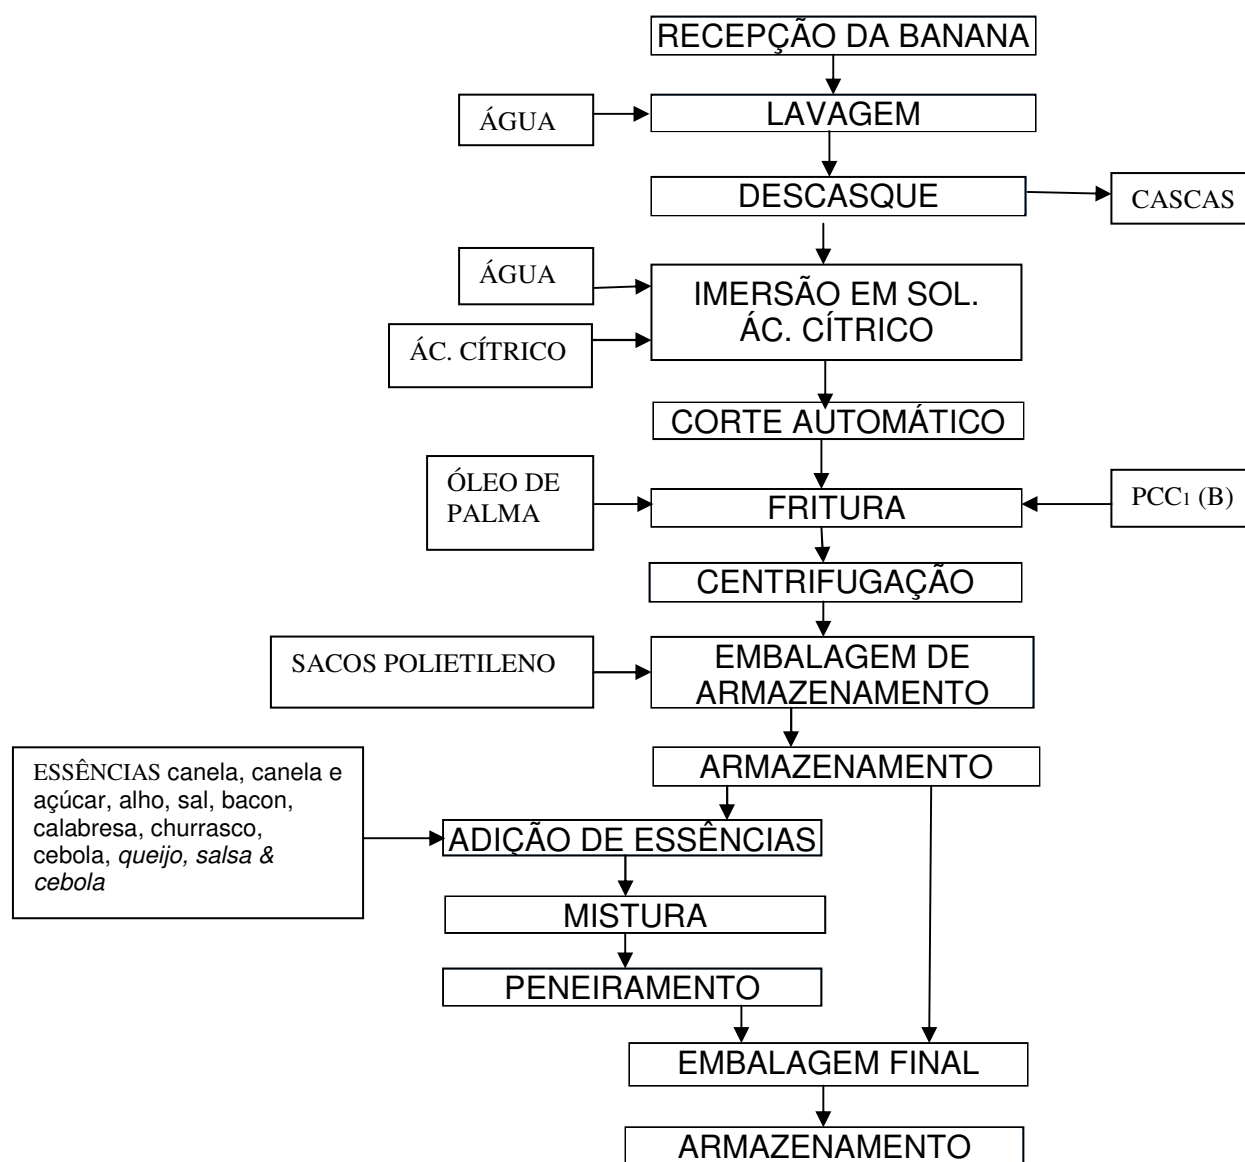 RECEPÇÃO DA BANANA
ÁGUA
LAVAGEM
DESCASQUE
CASCAS
ÁGUA
IMERSÃO EM SOL.
ÁC. CÍTRICO
ÁC. CÍTRICO
CORTE AUTOMÁTICO
ÓLEO DE
PALMA
FRITURA
PCC1 (B)
CENTRIFUGAÇÃO
SACOS POLIETILENO
EMBALAGEM DE
ARMAZENAMENTO
ARMAZENAMENTO
ESSÊNCIAS canela, canela e
açúcar, alho, sal, bacon,
calabresa, churrasco,
cebola, queijo, salsa &
cebola
ADIÇÃO DE ESSÊNCIAS
MISTURA
PENEIRAMENTO
EMBALAGEM FINAL
ARMAZENAMENTO